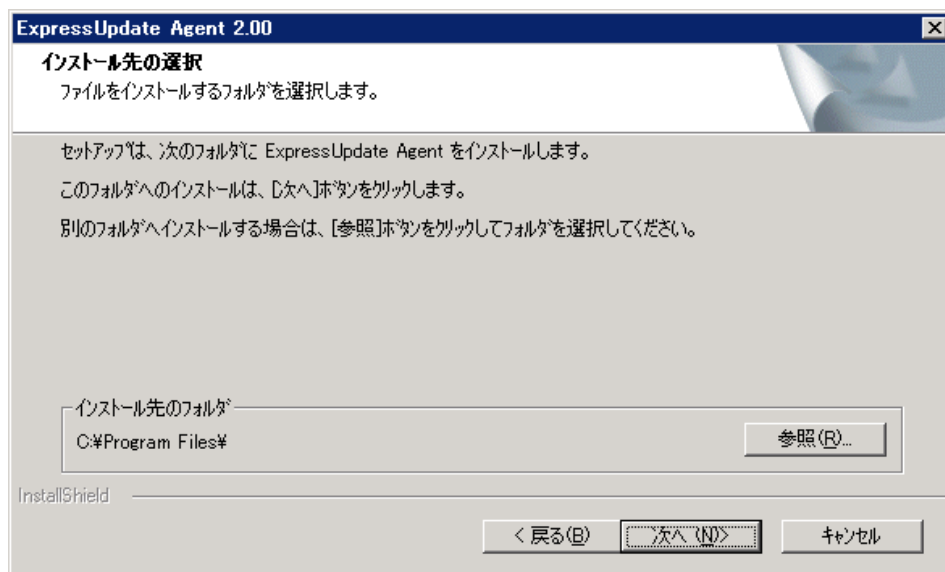 ExpressUpdate Agent 2.00
インストール先の選択
ファイルをインストールするフォルダを選択します。
セットアップは、次のフォルダに ExpressUpdate Agent をインストールします。
このフォルダへのインストールは、[次へ]ボタンをクリックします。
別のフォルダへインストールする場合は、[参照]ボタンをクリックしてフォルダを選択してください。
インストール先のフォルダ
C:¥Program Files¥
参照(R)...
InstallShield
< 戻る(B)
次へ (N)>
キャンセル